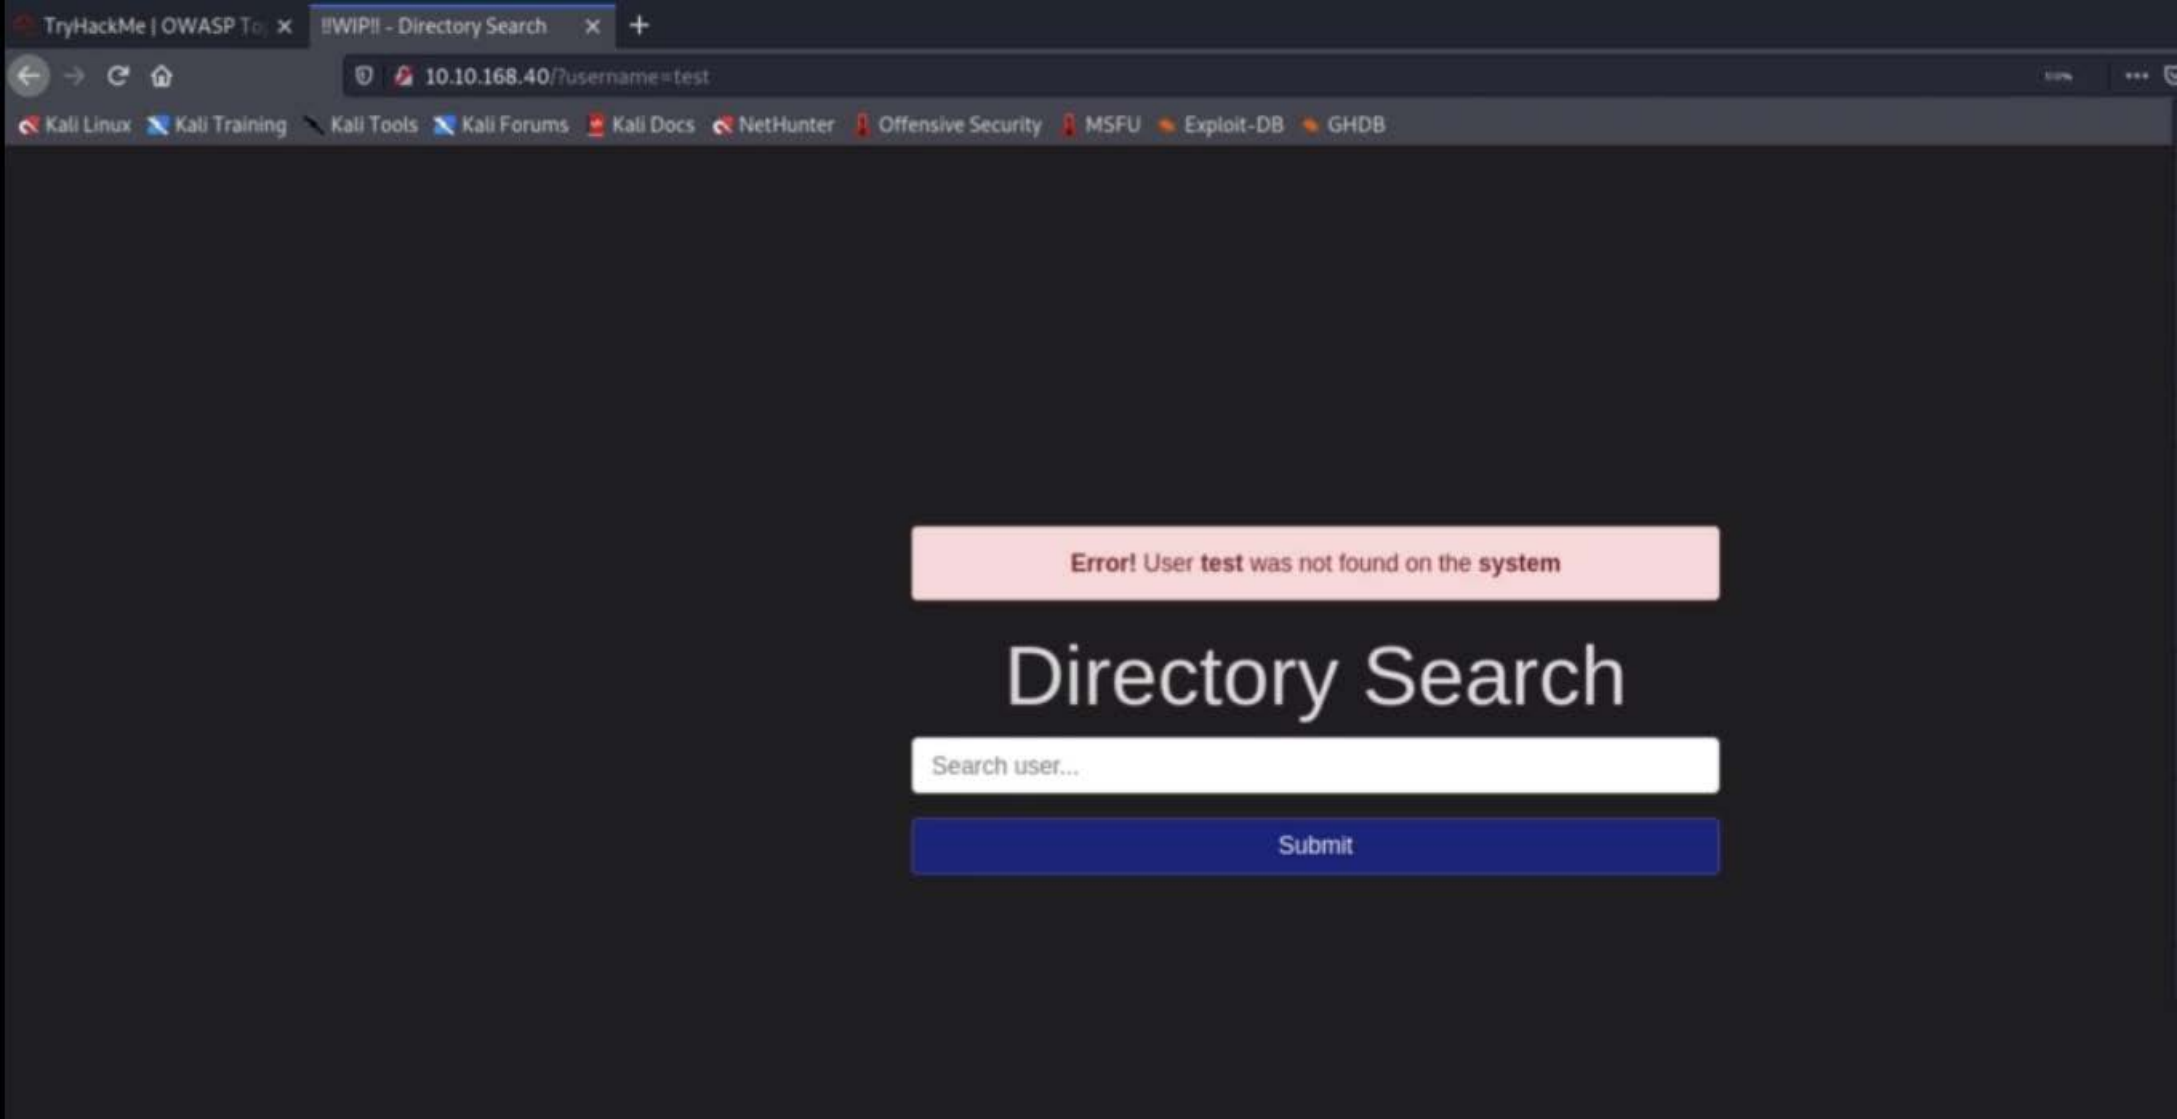 TryHackMe | OWASP To
!!WIP!! - Directory Search
10.10.168.40/?username=test
Kali Linux Kali Training Kali Tools Kali Forums Kali Docs NetHunter Offensive Security MSFU Exploit-DB GHDB
Error! User test was not found on the system
Directory Search
Search user...
Submit